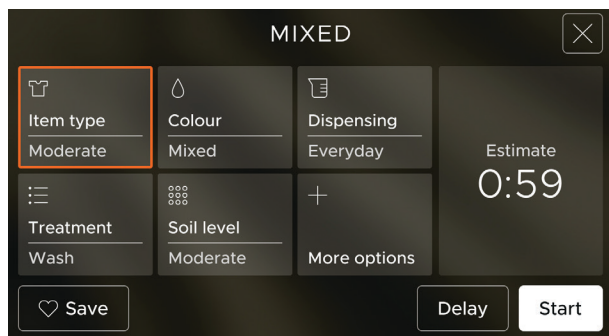 MIXED
Item type
Moderate
Colour
Mixed
Dispensing
Everyday
Estimate
0:59
Treatment
Wash
Soil level
Moderate
More options
Save
Delay
Start